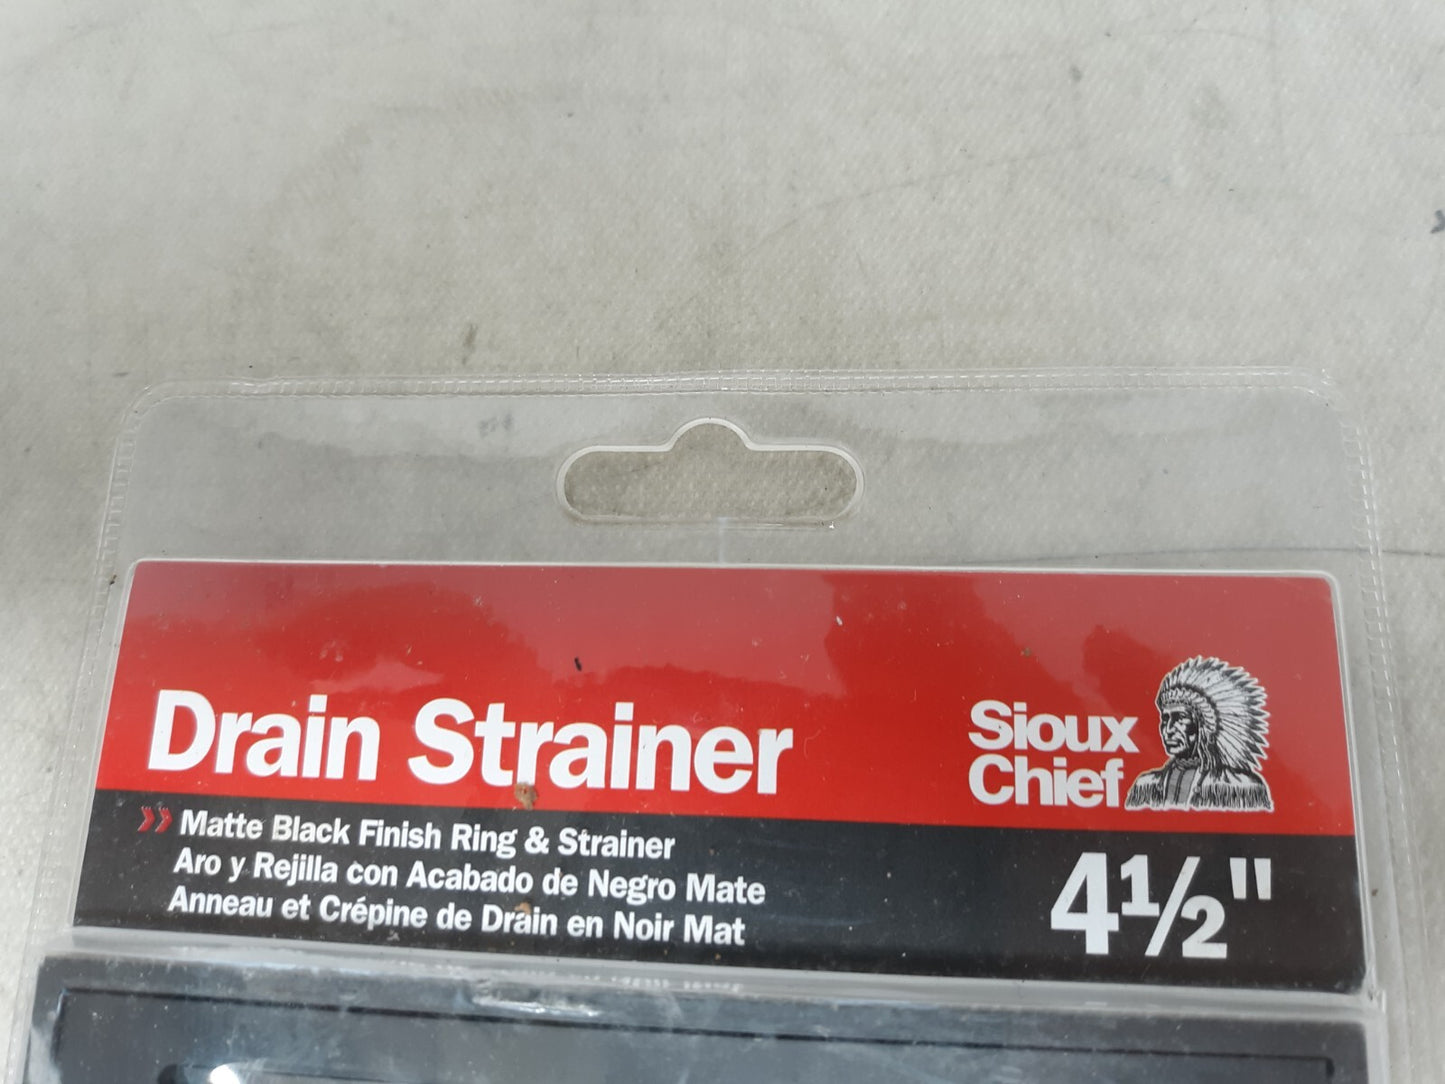 Drain Strainer
Sioux
Chief
Matte Black Finish Ring & Strainer
Aro y Rejilla con Acabado de Negro Mate
Anneau et Crépine de Drain en Noir Mat
4½"